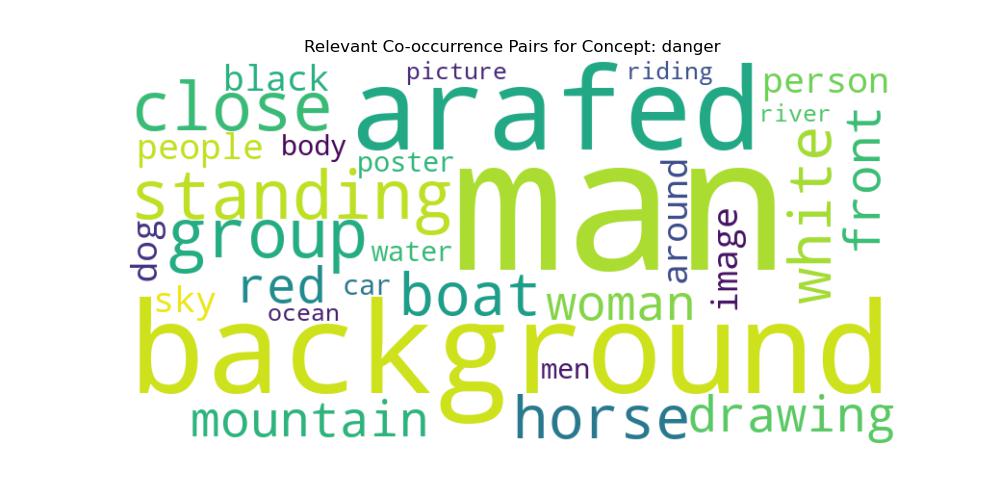 Relevant Co-occurrence Pairs for Concept: danger
black picture riding person
close arafed river
people body poster standing man around white front
dog group water image
sky red car boat woman
ocean
background
men
mountain horse drawing